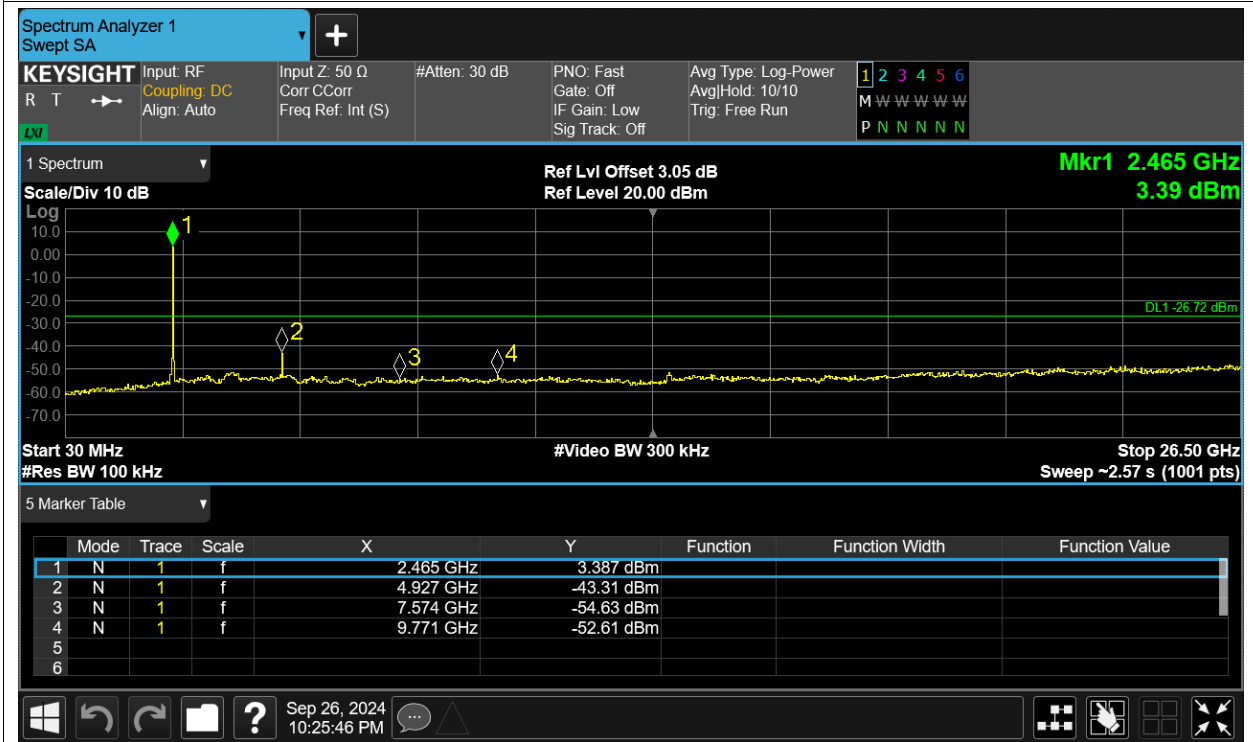 Spectrum Analyzer 1
Swept SA
+
KEYSIGHT
R T
LXI
Input: RF
Coupling: DC
Align: Auto
Input Z: 50 Ω
Corr CCorr
Freq Ref: Int (S)
#Atten: 30 dB
PNO: Fast
Gate: Off
IF Gain: Low
Sig Track: Off
Avg Type: Log-Power
Avg|Hold: 10/10
Trig: Free Run
1 2 3 4 5 6
M W W W W W
P N N N N N
1 Spectrum
Scale/Div 10 dB
Ref Lvl Offset 3.05 dB
Ref Level 20.00 dBm
Mkr1 2.465 GHz
3.39 dBm
Log
10.0
0.00
-10.0
-20.0
-30.0
-40.0
-50.0
-60.0
-70.0
1
2
3
4
DL1 -26.72 dBm
Start 30 MHz
#Video BW 300 kHz
Stop 26.50 GHz
#Res BW 100 kHz
Sweep ~2.57 s (1001 pts)
5 Marker Table
Mode Trace Scale X Y Function Function Width Function Value
1 N 1 f 2.465 GHz 3.387 dBm
2 N 1 f 4.927 GHz -43.31 dBm
3 N 1 f 7.574 GHz -54.63 dBm
4 N 1 f 9.771 GHz -52.61 dBm
5
6
?
Sep 26, 2024
10:25:46 PM